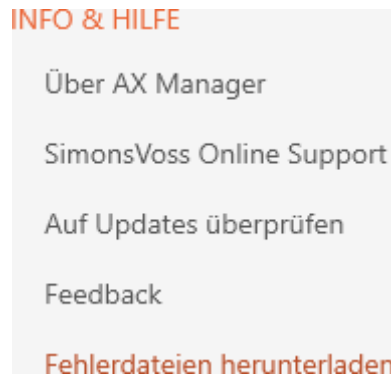 INFO & HILFE
Über AX Manager
SimonsVoss Online Support
Auf Updates überprüfen
Feedback
Fehlerdateien herunterladen